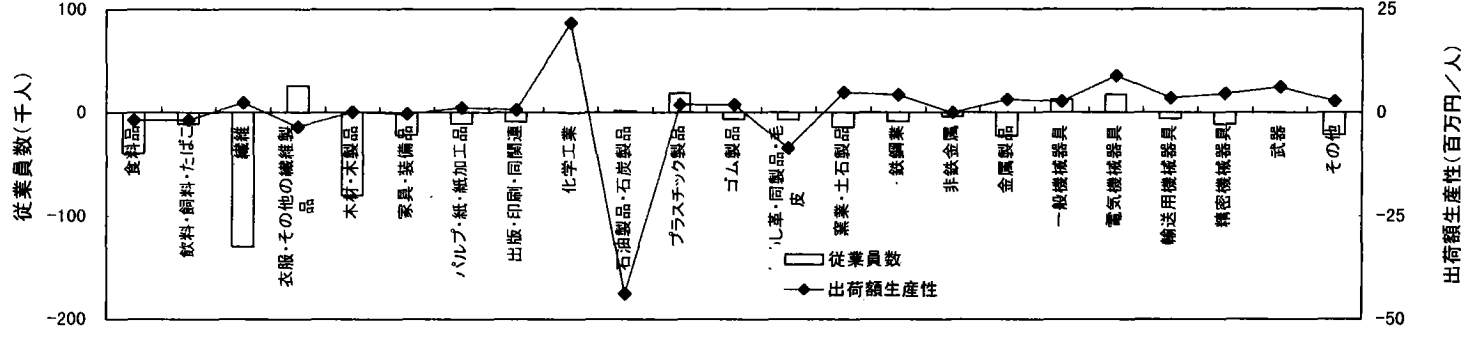 100
0
-100
-200
従業員数(千人)
食料品
飲料・飼料・たばこ
繊維
衣服・その他の繊維製
品
木材・木製品
家具・装備品
パルプ・紙・紙加工品
出版・印刷・同関連
化学工業
石油製品・石炭製品
プラスチック製品
ゴム製品
し革・同製品・毛
皮
窯業・土石製品
鉄鋼業
非鉄金属
金属製品
一般機械器具
電気機械器具
輸送用機械器具
精密機械器具
武器
その他
従業員数
出荷額生産性
25
0
-25
-50
出荷額生産性(百万円/人)